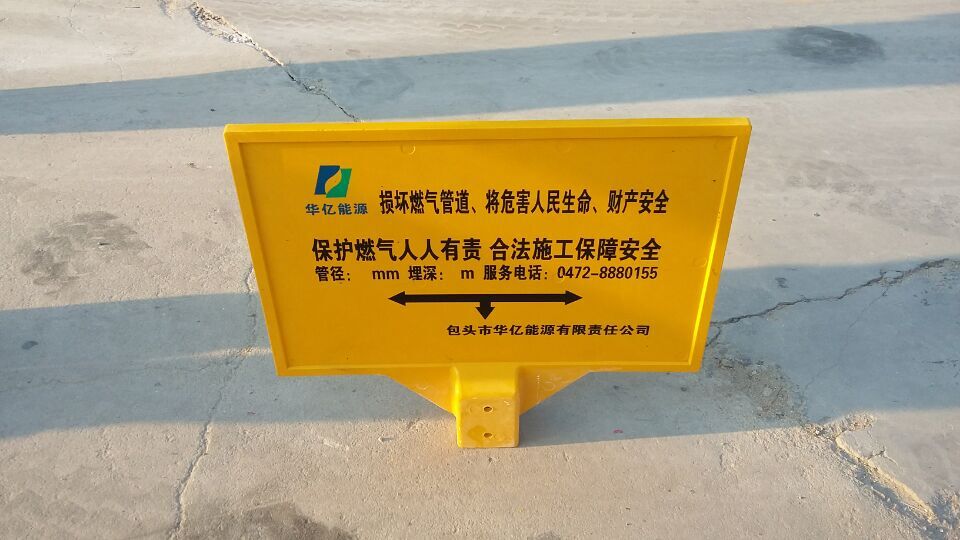 华亿能源
损坏燃气管道、将危害人民生命、财产安全
保护燃气人人有责 合法施工保障安全
管径： mm 埋深： m 服务电话：0472-8880155
包头市华亿能源有限责任公司